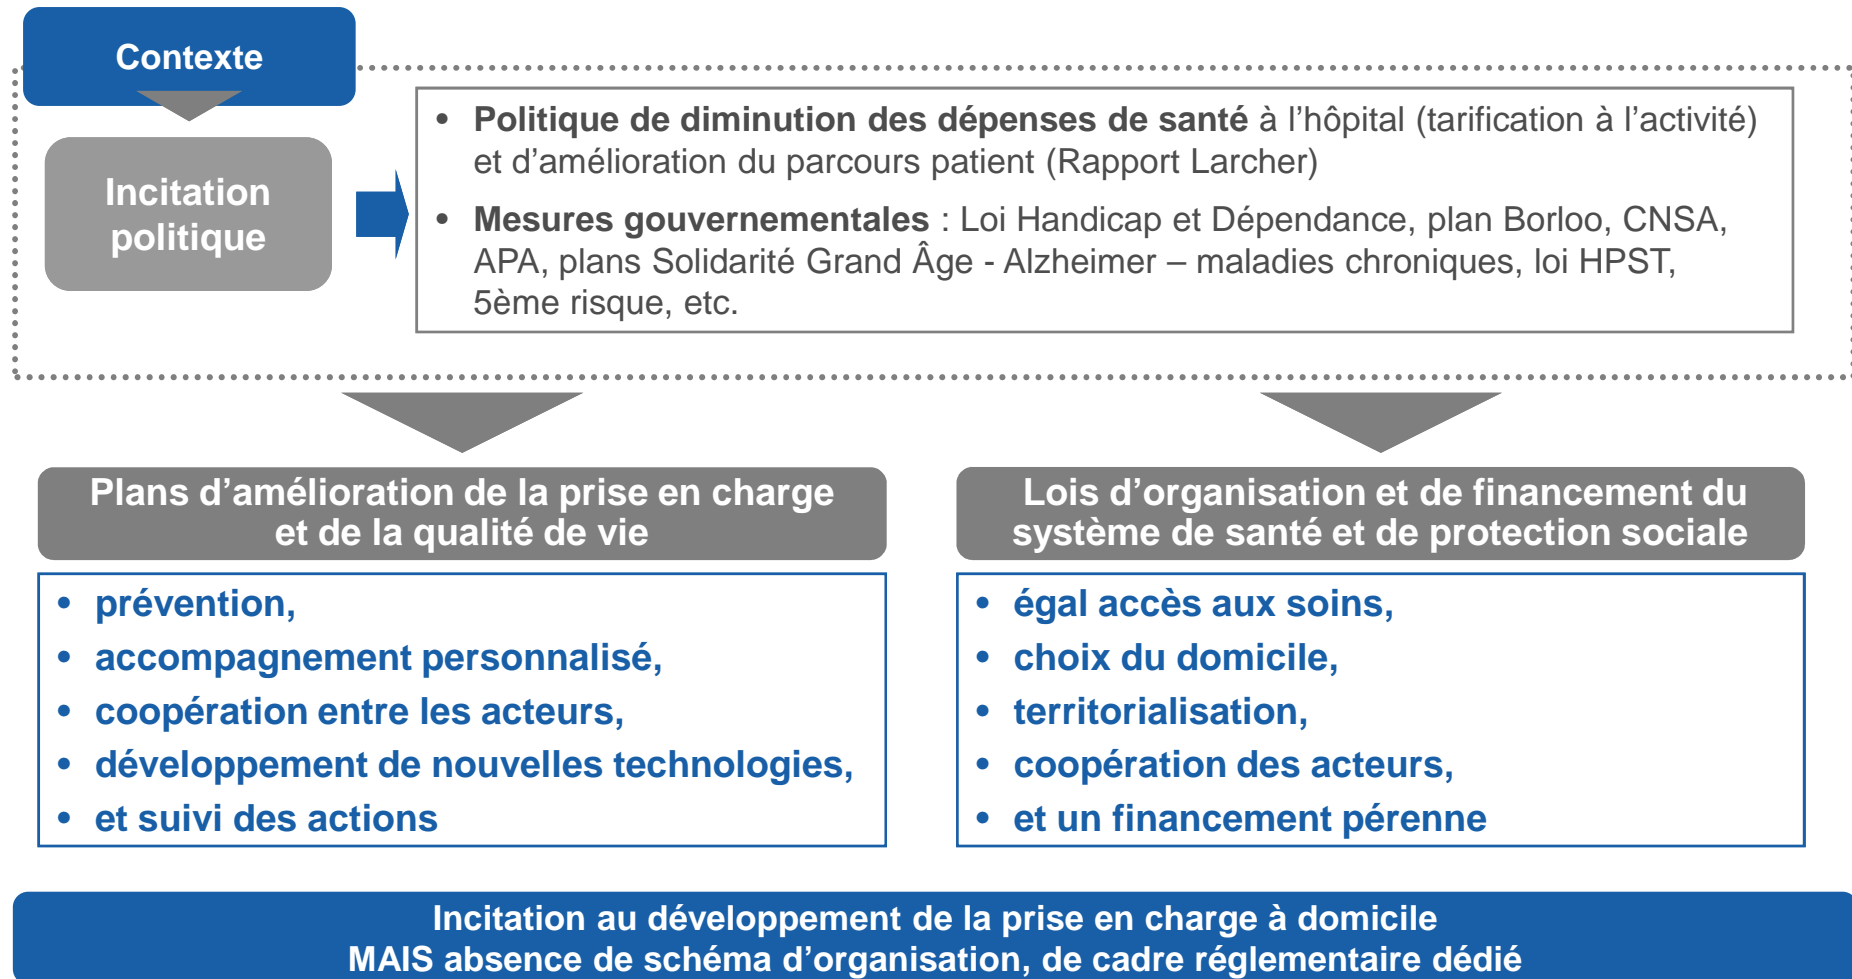 Contexte
Incitation
politique
• Politique de diminution des dépenses de santé à l’hôpital (tarification à l’activité)
et d’amélioration du parcours patient (Rapport Larcher)
• Mesures gouvernementales : Loi Handicap et Dépendance, plan Borloo, CNSA,
APA, plans Solidarité Grand Âge - Alzheimer – maladies chroniques, loi HPST,
5ème risque, etc.
Plans d’amélioration de la prise en charge
et de la qualité de vie
• prévention,
• accompagnement personnalisé,
• coopération entre les acteurs,
• développement de nouvelles technologies,
• et suivi des actions
Lois d’organisation et de financement du
système de santé et de protection sociale
• égal accès aux soins,
• choix du domicile,
• territorialisation,
• coopération des acteurs,
• et un financement pérenne
Incitation au développement de la prise en charge à domicile
MAIS absence de schéma d’organisation, de cadre réglementaire dédié